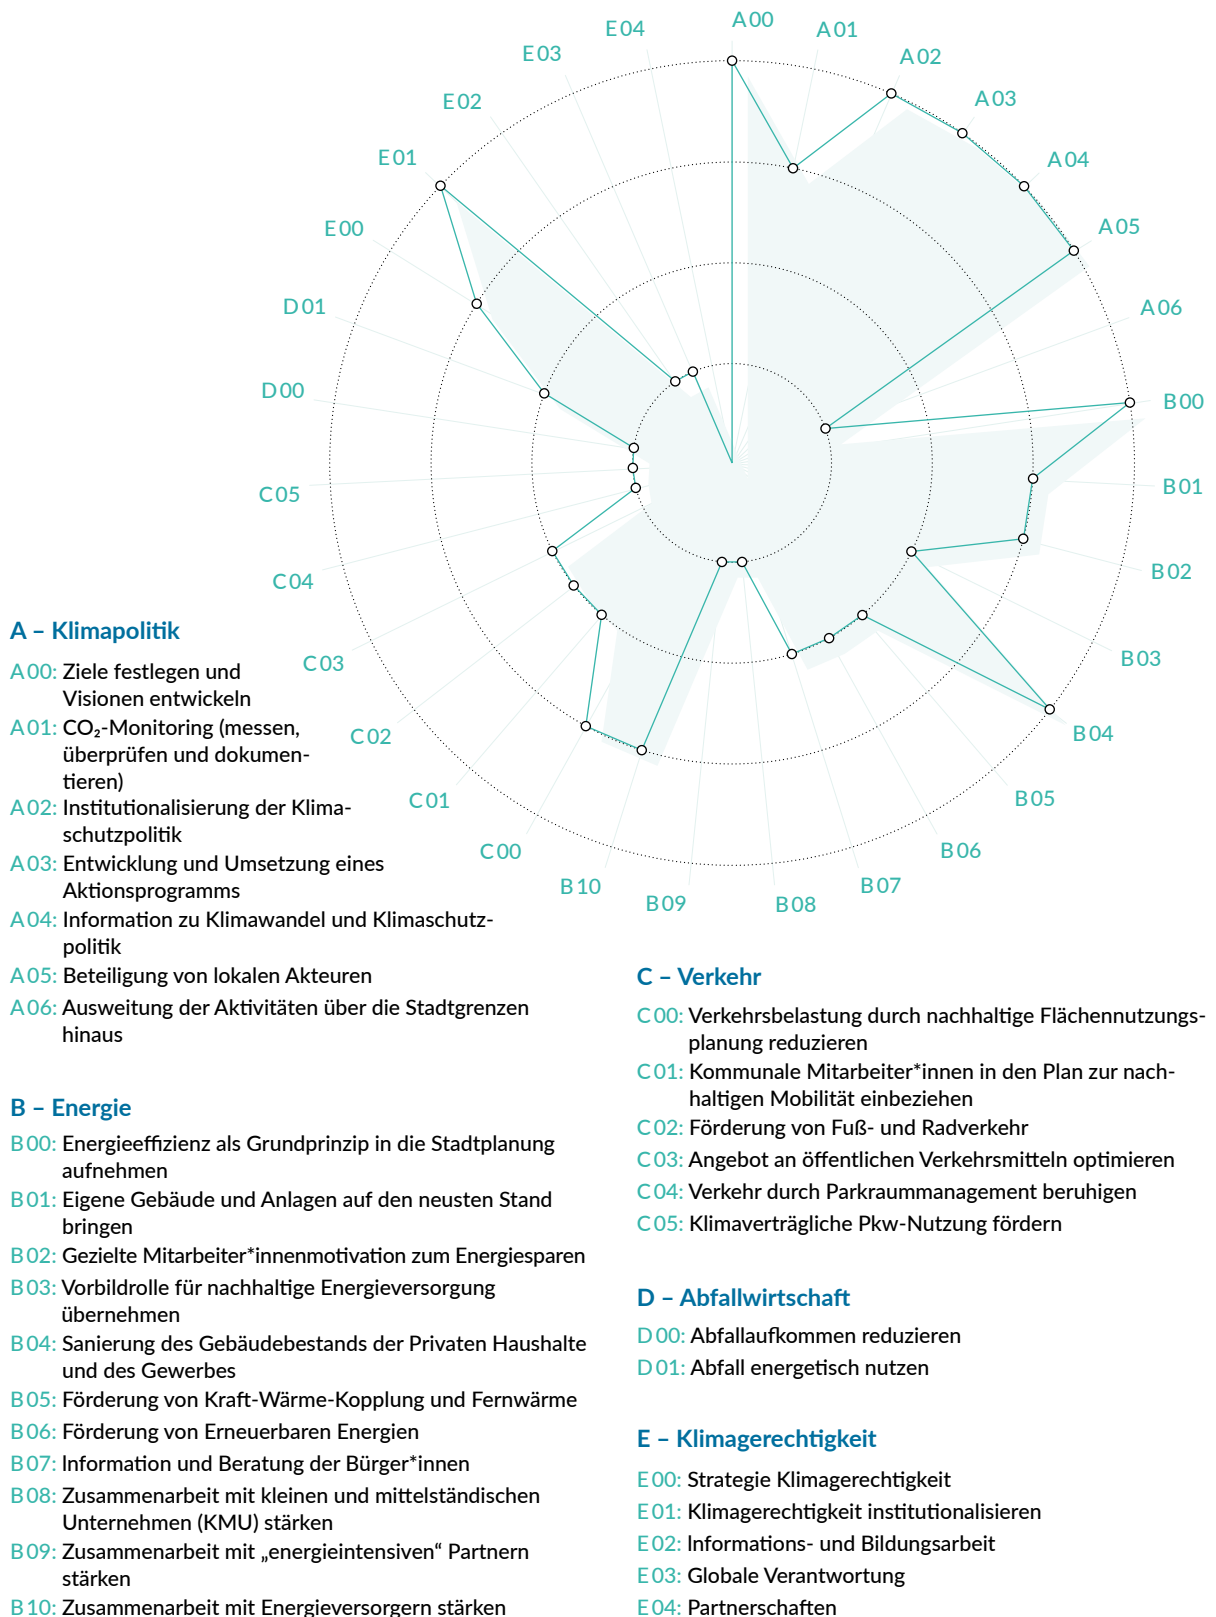 A00
A01
A02
A03
A04
A05
A06
B00
B01
B02
B03
B04
B05
B06
B07
B08
B09
B10
C00
C01
C02
C03
C04
C05
D00
D01
E00
E01
E02
E03
E04
A – Klimapolitik
A00: Ziele festlegen und
Visionen entwickeln
A01: CO₂-Monitoring (messen,
überprüfen und dokumen-
tieren)
A02: Institutionalisierung der Klima-
schutzpolitik
A03: Entwicklung und Umsetzung eines
Aktionsprogramms
A04: Information zu Klimawandel und Klimaschutz-
politik
A05: Beteiligung von lokalen Akteuren
A06: Ausweitung der Aktivitäten über die Stadtgrenzen
hinaus
B – Energie
B00: Energieeffizienz als Grundprinzip in die Stadtplanung
aufnehmen
B01: Eigene Gebäude und Anlagen auf den neusten Stand
bringen
B02: Gezielte Mitarbeiter*innenmotivation zum Energiesparen
B03: Vorbildrolle für nachhaltige Energieversorgung
übernehmen
B04: Sanierung des Gebäudebestands der Privaten Haushalte
und des Gewerbes
B05: Förderung von Kraft-Wärme-Kopplung und Fernwärme
B06: Förderung von Erneuerbaren Energien
B07: Information und Beratung der Bürger*innen
B08: Zusammenarbeit mit kleinen und mittelständischen
Unternehmen (KMU) stärken
B09: Zusammenarbeit mit „energieintensiven“ Partnern
stärken
B10: Zusammenarbeit mit Energieversorgern stärken
C – Verkehr
C00: Verkehrsbelastung durch nachhaltige Flächennutzungs-
planung reduzieren
C01: Kommunale Mitarbeiter*innen in den Plan zur nach-
haltigen Mobilität einbeziehen
C02: Förderung von Fuß- und Radverkehr
C03: Angebot an öffentlichen Verkehrsmitteln optimieren
C04: Verkehr durch Parkraummanagement beruhigen
C05: Klimaverträgliche Pkw-Nutzung fördern
D – Abfallwirtschaft
D00: Abfallaufkommen reduzieren
D01: Abfall energetisch nutzen
E – Klimagerechtigkeit
E00: Strategie Klimagerechtigkeit
E01: Klimagerechtigkeit institutionalisieren
E02: Informations- und Bildungsarbeit
E03: Globale Verantwortung
E04: Partnerschaften